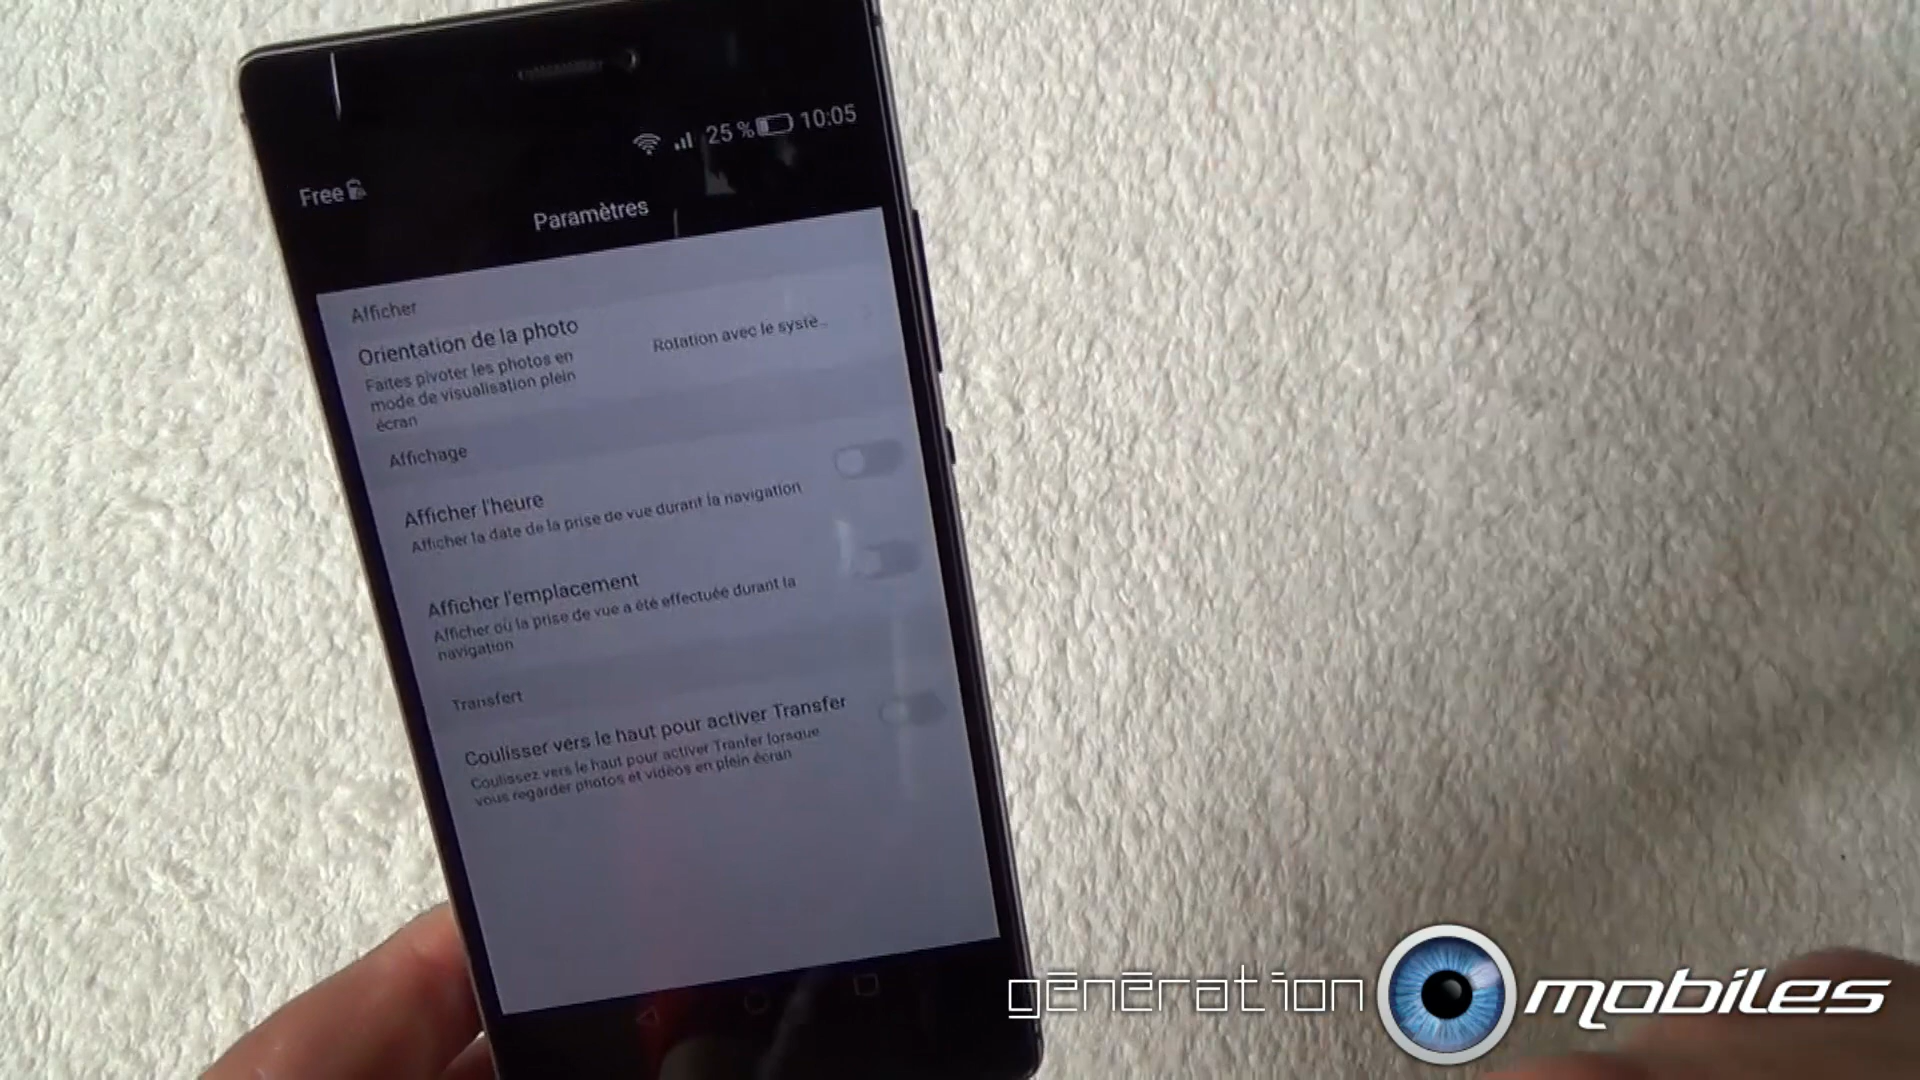 25 % 10:05
Free
Paramètres
Afficher
Orientation de la photo
Faites pivoter les photos en
mode de visualisation plein
écran
Rotation avec le systè...
Affichage
Afficher l'heure
Afficher la date de la prise de vue durant la navigation
Afficher l'emplacement
Afficher où la prise de vue a été effectuée durant la
navigation
Transfert
Coulisser vers le haut pour activer Transfer
Coulissez vers le haut pour activer Tranfer lorsque
vous regarder photos et vidéos en plein écran
génération mobiles